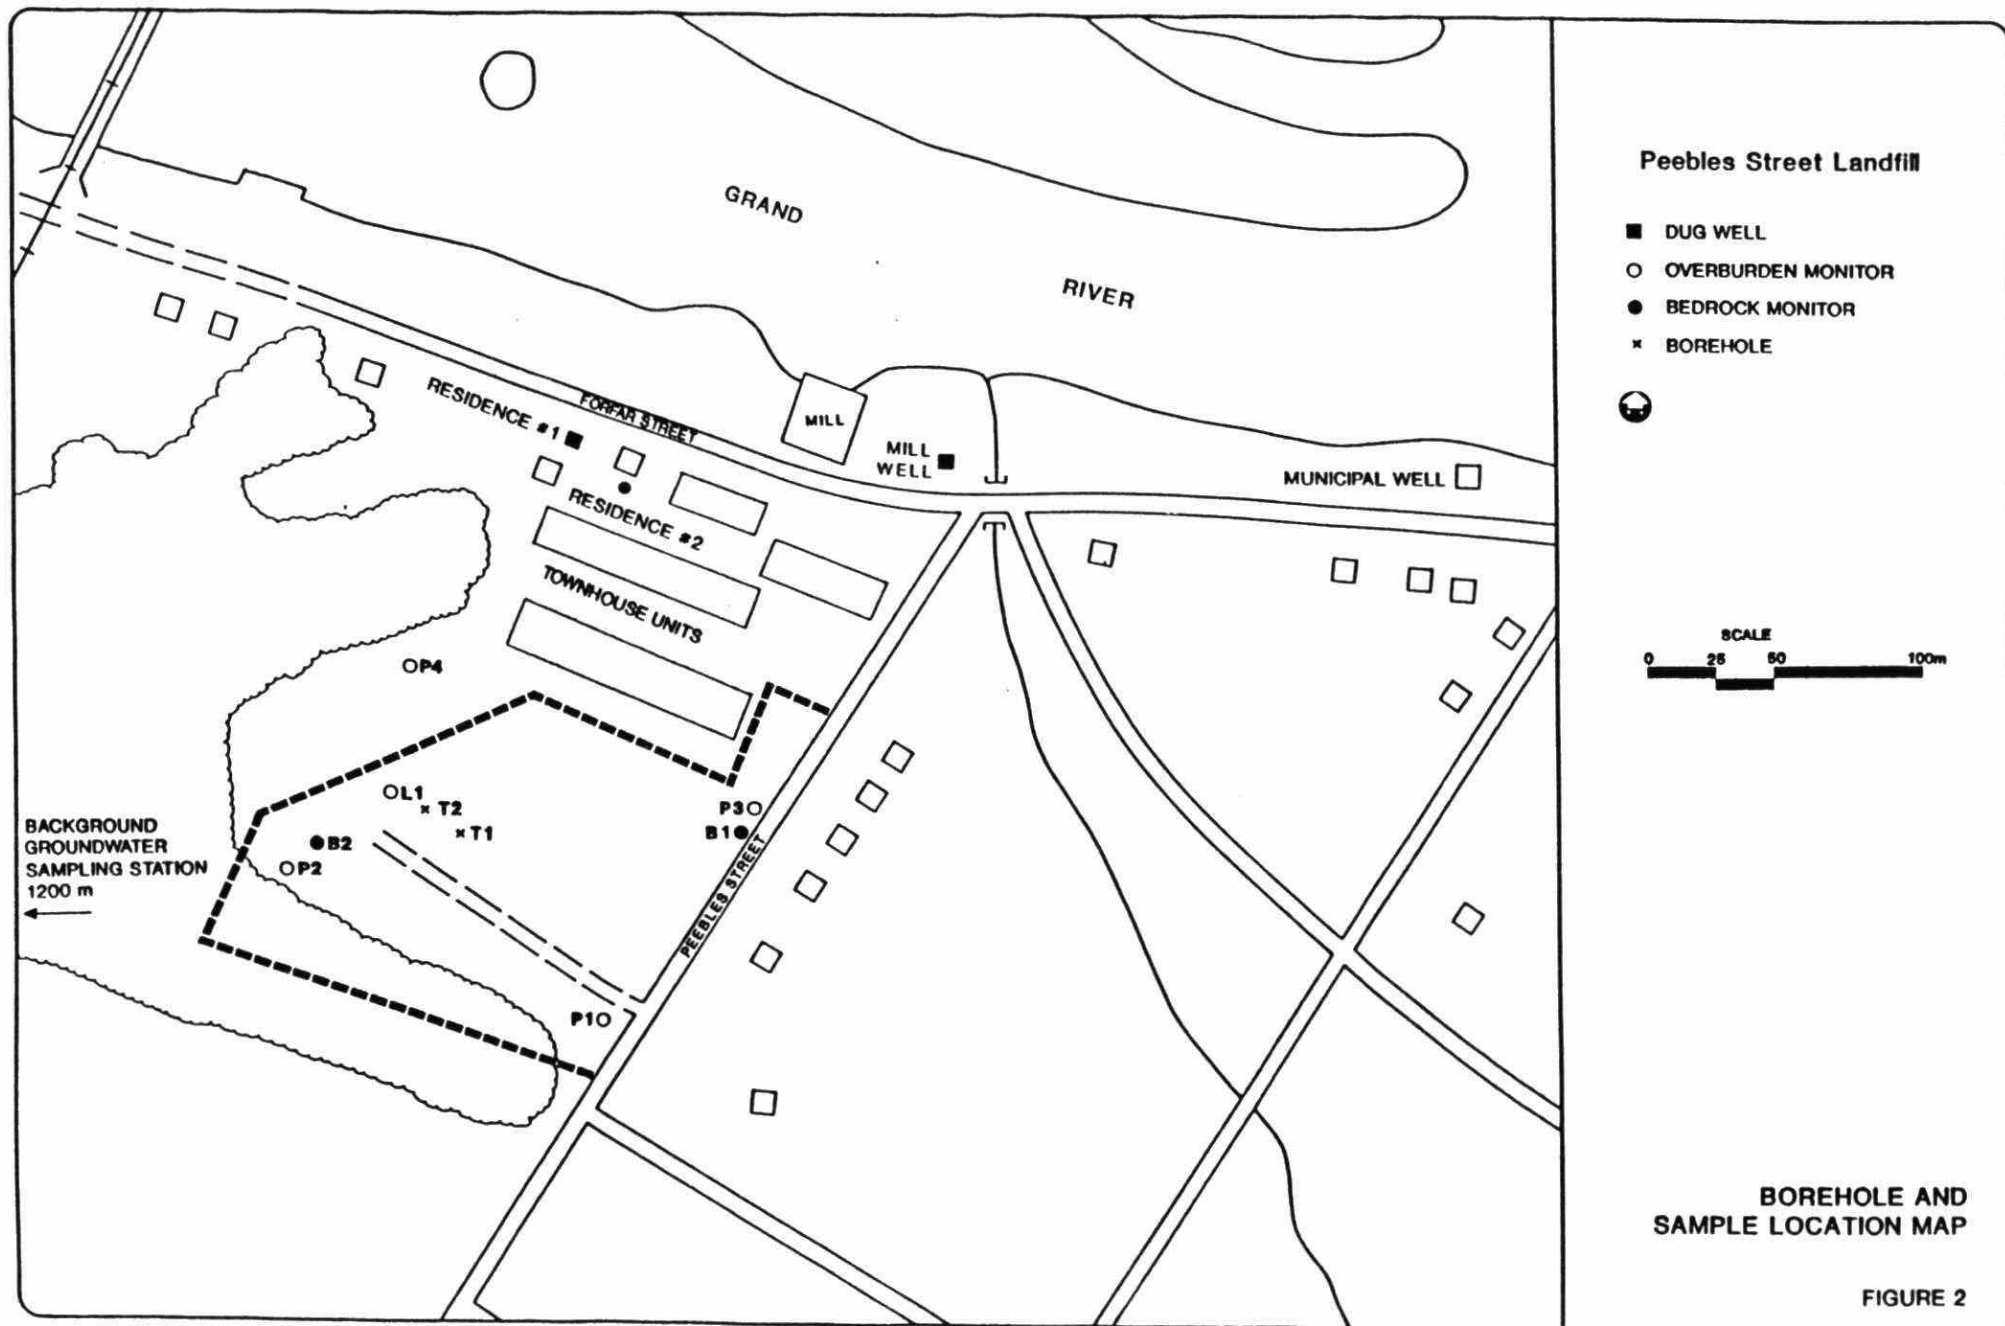 GRAND
RIVER
FORFAR STREET
RESIDENCE #1
RESIDENCE #2
TOWNHOUSE UNITS
MILL
MILL
WELL
MUNICIPAL WELL
P4
L1
T2
T1
B2
P2
P3
B1
PEEBLES STREET
P1
BACKGROUND
GROUNDWATER
SAMPLING STATION
1200 m
Peebles Street Landfill
DUG WELL
OVERBURDEN MONITOR
BEDROCK MONITOR
BOREHOLE
SCALE
0 25 50 100m
BOREHOLE AND
SAMPLE LOCATION MAP
FIGURE 2